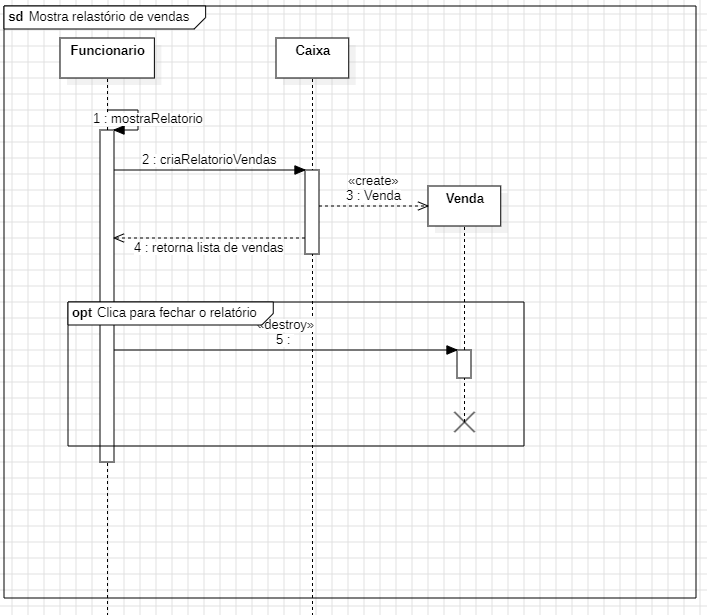 sd Mostra relastório de vendas
Funcionario
Caixa
1 : mostraRelatorio
2 : criaRelatorioVendas
«create»
3 : Venda
Venda
4 : retorna lista de vendas
opt Clica para fechar o relatório
«destroy»
5 :